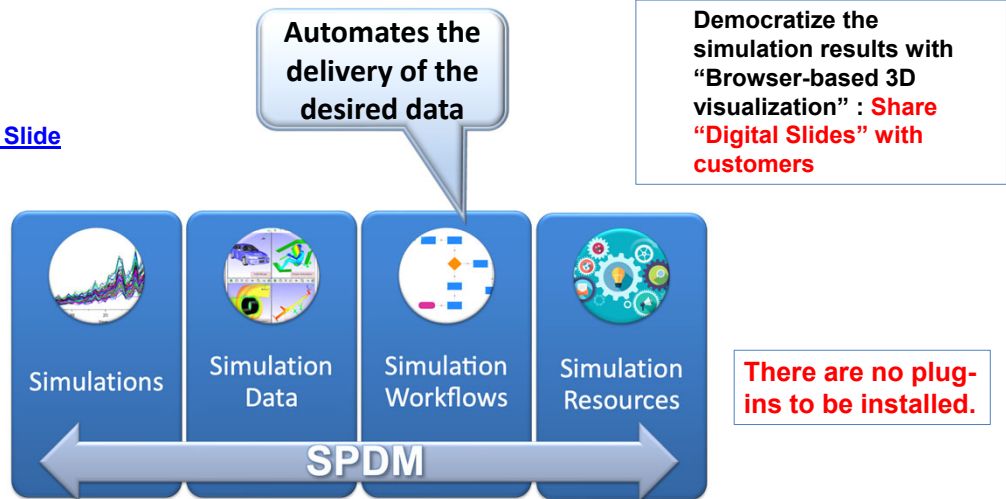 Automates the
delivery of the
desired data
Democratize the
simulation results with
“Browser-based 3D
visualization” : Share
“Digital Slides” with
customers
Slide
Simulations
Simulation
Data
Simulation
Workflows
Simulation
Resources
There are no plug-
ins to be installed.
SPDM